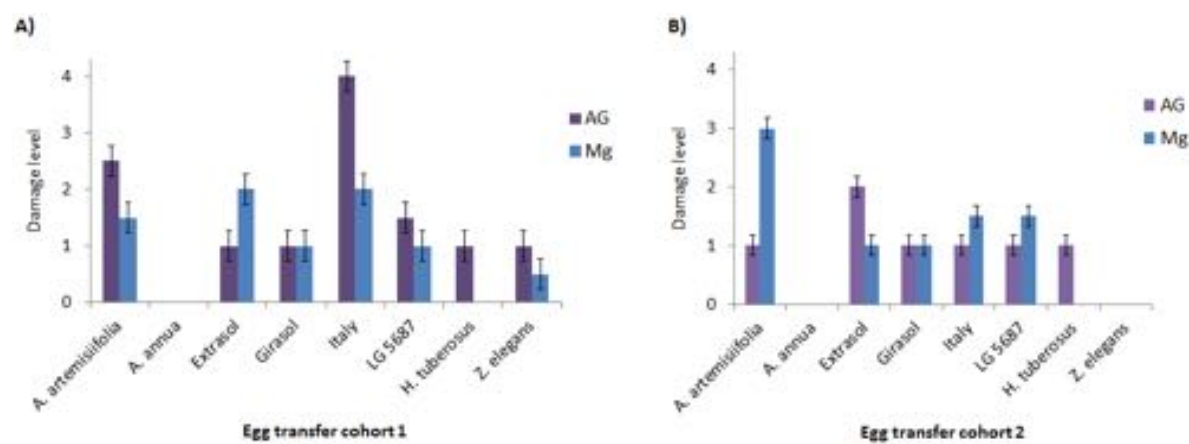 A)
Damage level
4
3
2
1
0
AG
Mg
A. artemisiifolia
A. annua
Extrasol
Girasol
Italy
LG 5687
H. tuberosus
Z. elegans
Egg transfer cohort 1
B)
Damage level
4
3
2
1
0
AG
Mg
A. artemisiifolia
A. annua
Extrasol
Girasol
Italy
LG 5687
H. tuberosus
Z. elegans
Egg transfer cohort 2